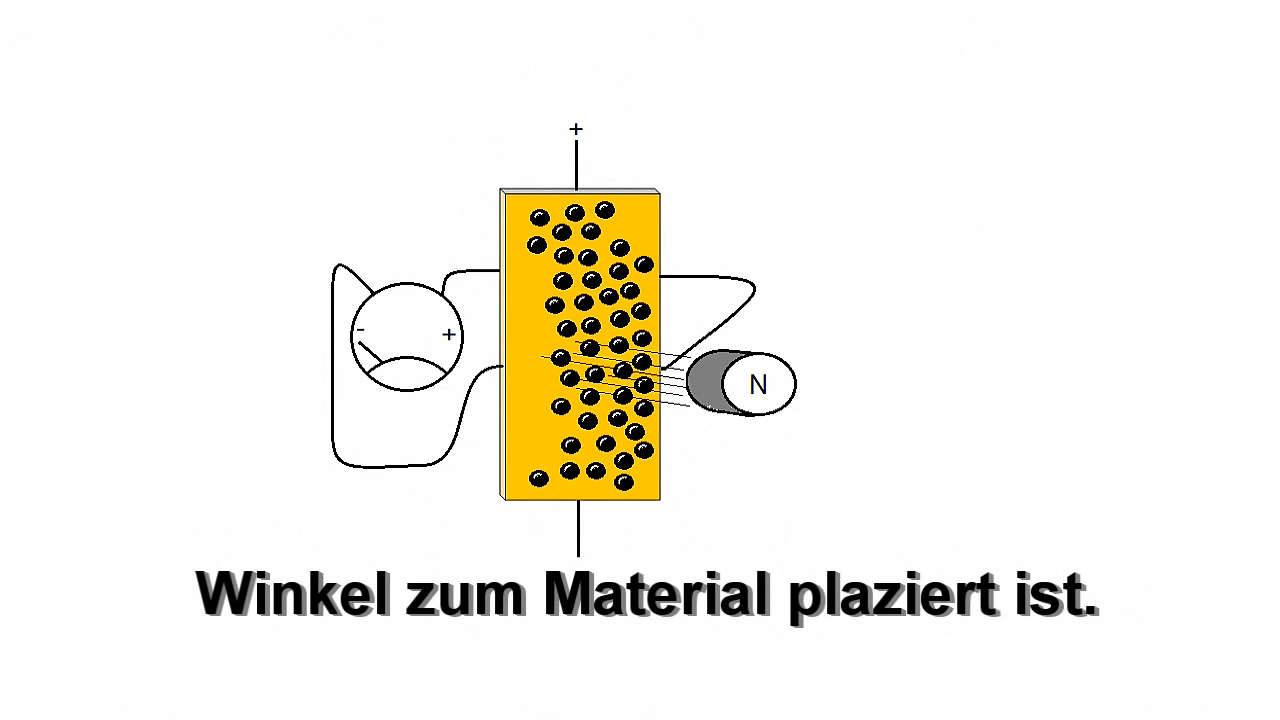 +
- +
N
Winkel zum Material plaziert ist.